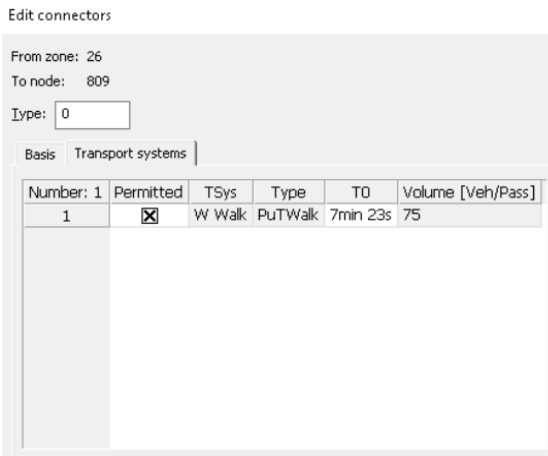 Edit connectors
From zone: 26
To node: 809
Type: 0
Basis Transport systems
Number: 1 Permitted TSys Type T0 Volume [Veh/Pass]
1 W Walk PuTWalk 7min 23s 75